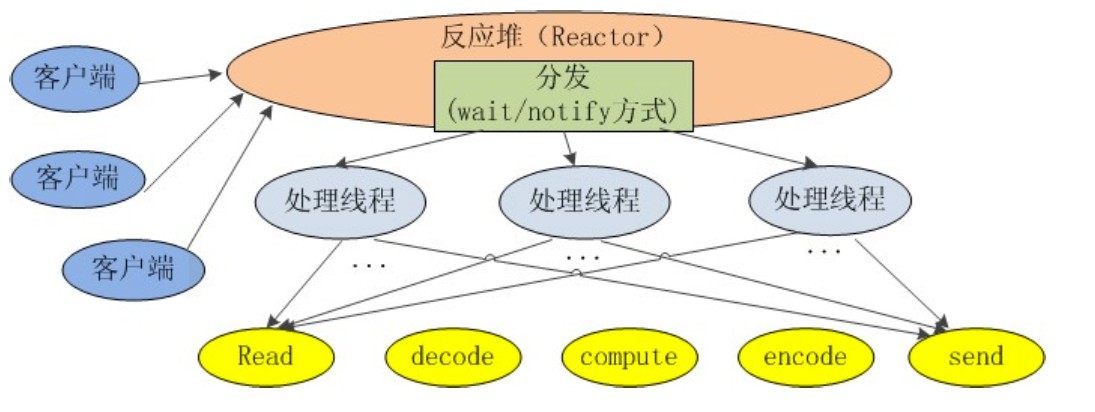 反应堆（Reactor）
分发
(wait/notify方式)
客户端
客户端
客户端
处理线程
处理线程
处理线程
...
...
...
Read
decode
compute
encode
send